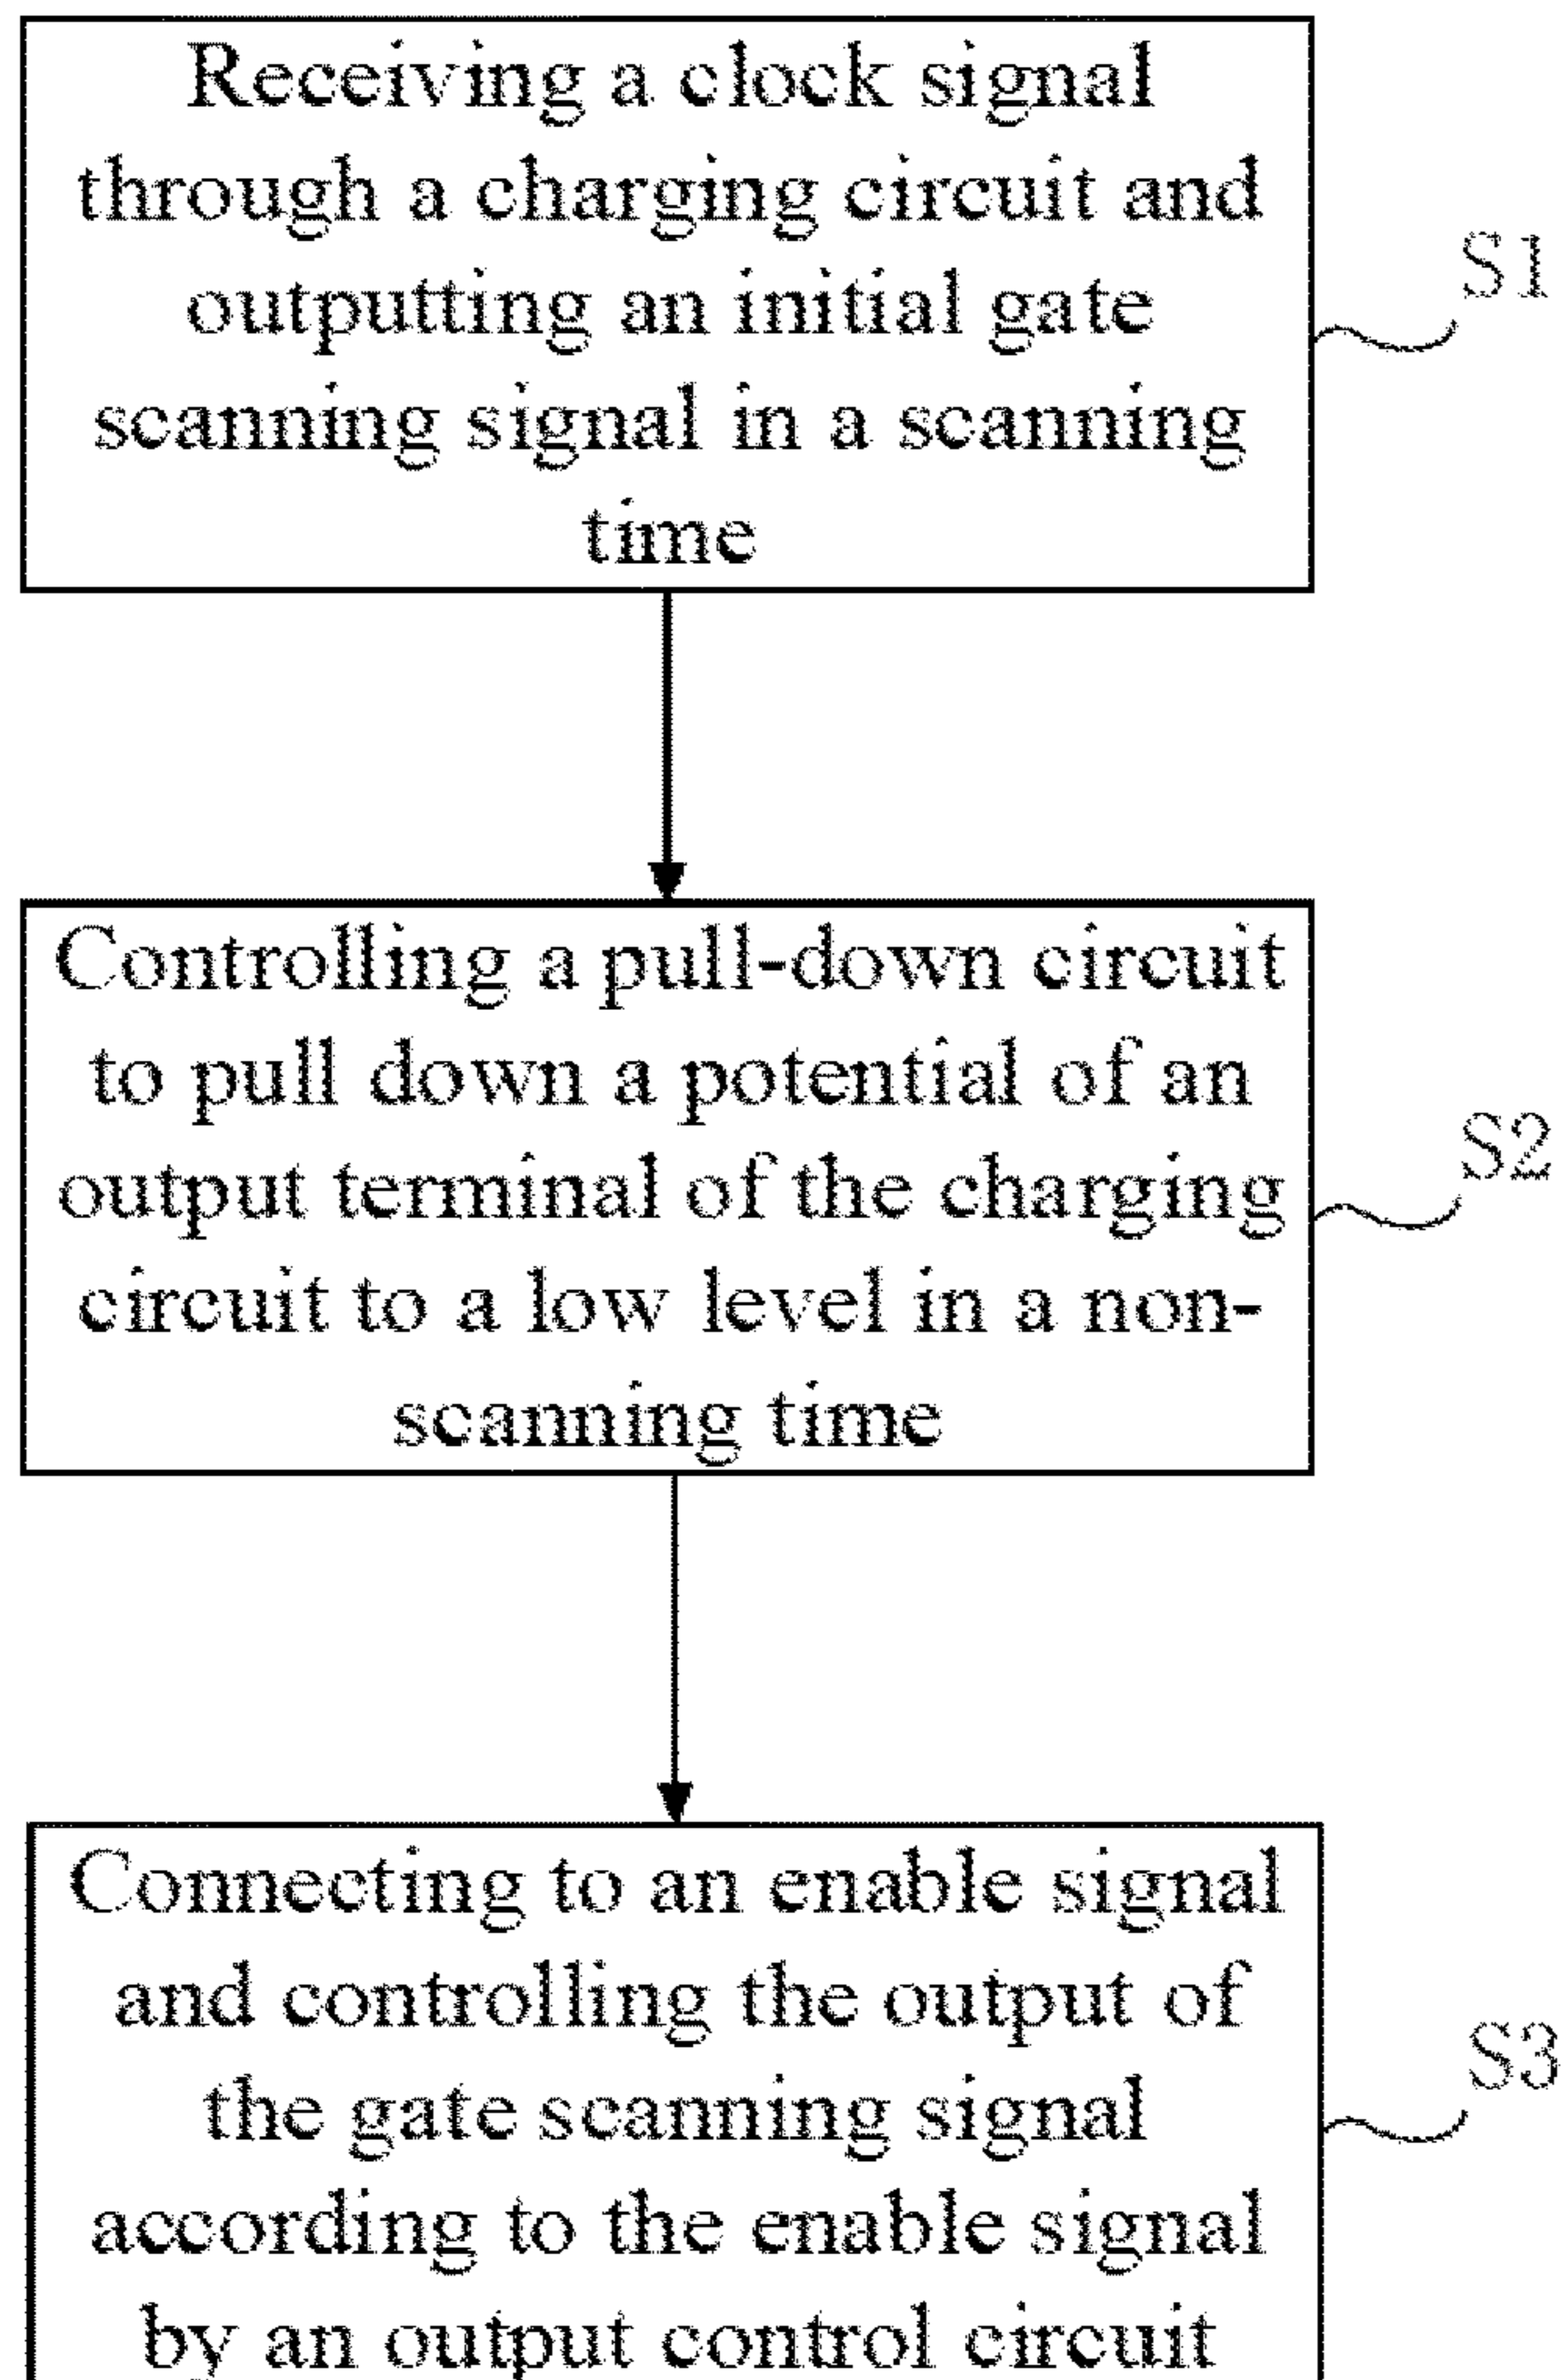 Receiving a clock signal
through a charging circuit and
outputting an initial gate
scanning signal in a scanning
time
S1
Controlling a pull-down circuit
to pull down a potential of an
output terminal of the charging
circuit to a low level in a non-
scanning time
S2
Connecting to an enable signal
and controlling the output of
the gate scanning signal
according to the enable signal
by an output control circuit
S3